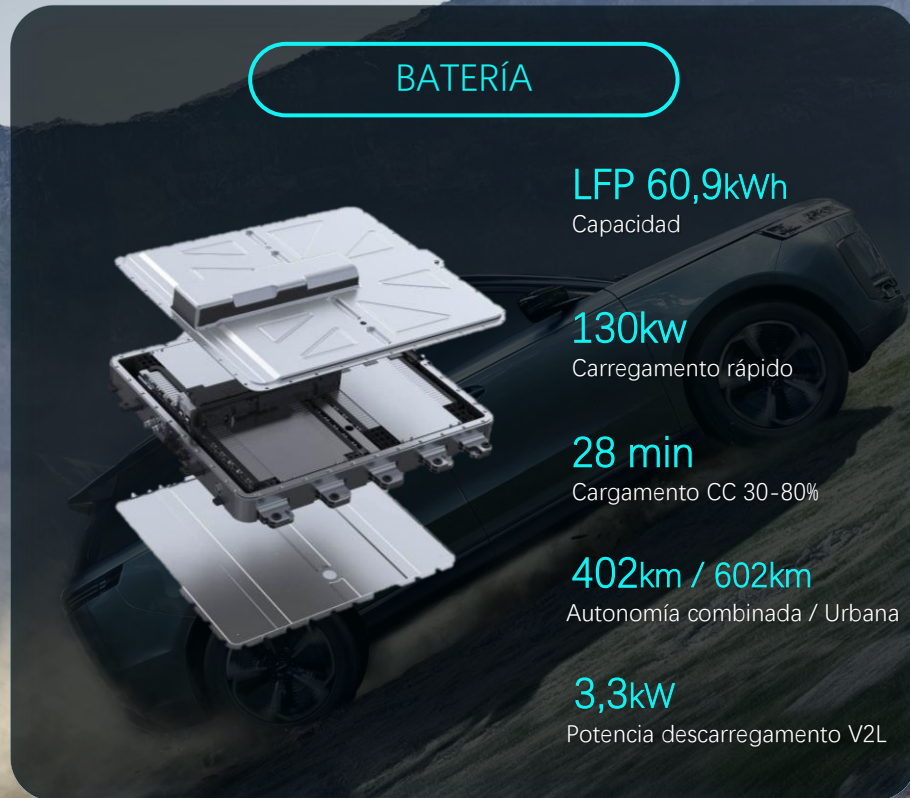 BATERÍA
LFP 60,9kWh
Capacidad
130kw
Carregamento rápido
28 min
Cargamento CC 30-80%
402km / 602km
Autonomía combinada / Urbana
3,3kW
Potencia descarregamento V2L